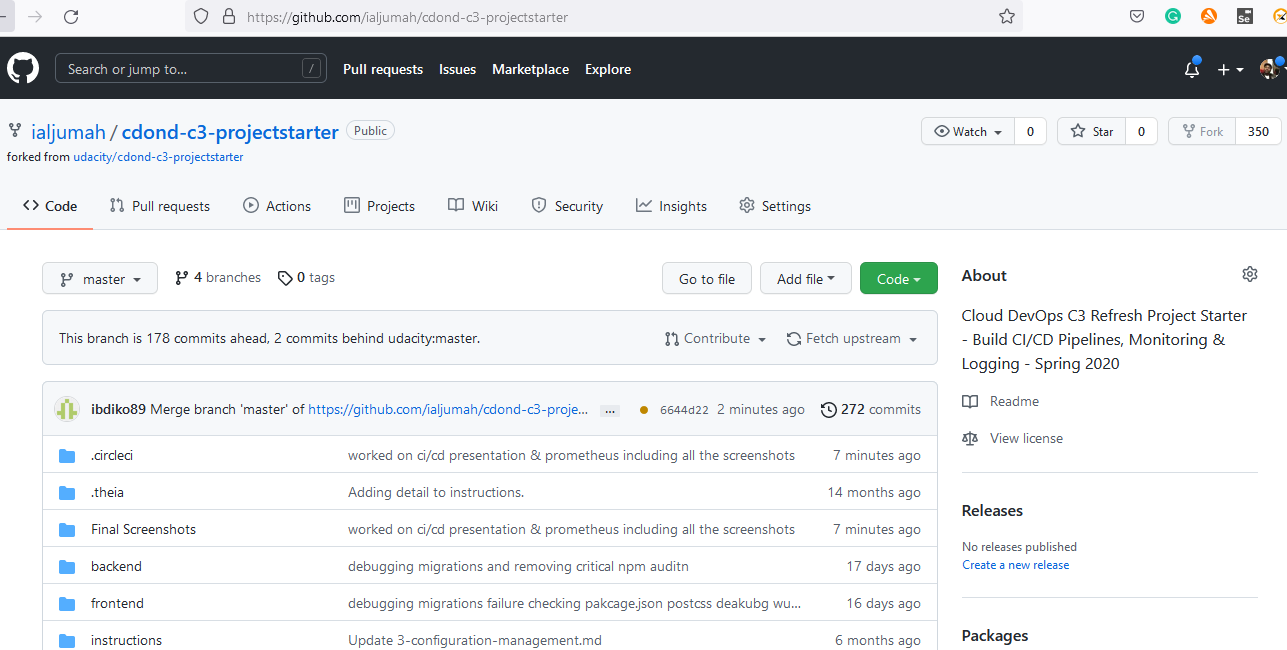 https://github.com/ialjumah/cdond-c3-projectstarter
Search or jump to...
/
Pull requests Issues Marketplace Explore
ialjumah / cdond-c3-projectstarter Public
Watch 0 Star 0 Fork 350
forked from udacity/cdond-c3-projectstarter
Code Pull requests Actions Projects Wiki Security Insights Settings
master 4 branches 0 tags Go to file Add file Code
This branch is 178 commits ahead, 2 commits behind udacity:master. Contribute Fetch upstream
ibdiko89 Merge branch 'master' of https://github.com/ialjumah/cdond-c3-proje... ... 6644d22 2 minutes ago 272 commits
.circleci worked on ci/cd presentation & prometheus including all the screenshots 7 minutes ago
.theia Adding detail to instructions. 14 months ago
Final Screenshots worked on ci/cd presentation & prometheus including all the screenshots 7 minutes ago
backend debugging migrations and removing critical npm auditn 17 days ago
frontend debugging migrations failure checking pakcage.json postcss deakubg wu... 16 days ago
instructions Update 3-configuration-management.md 6 months ago
About
Cloud DevOps C3 Refresh Project Starter
- Build CI/CD Pipelines, Monitoring &
Logging - Spring 2020
Readme
View license
Releases
No releases published
Create a new release
Packages